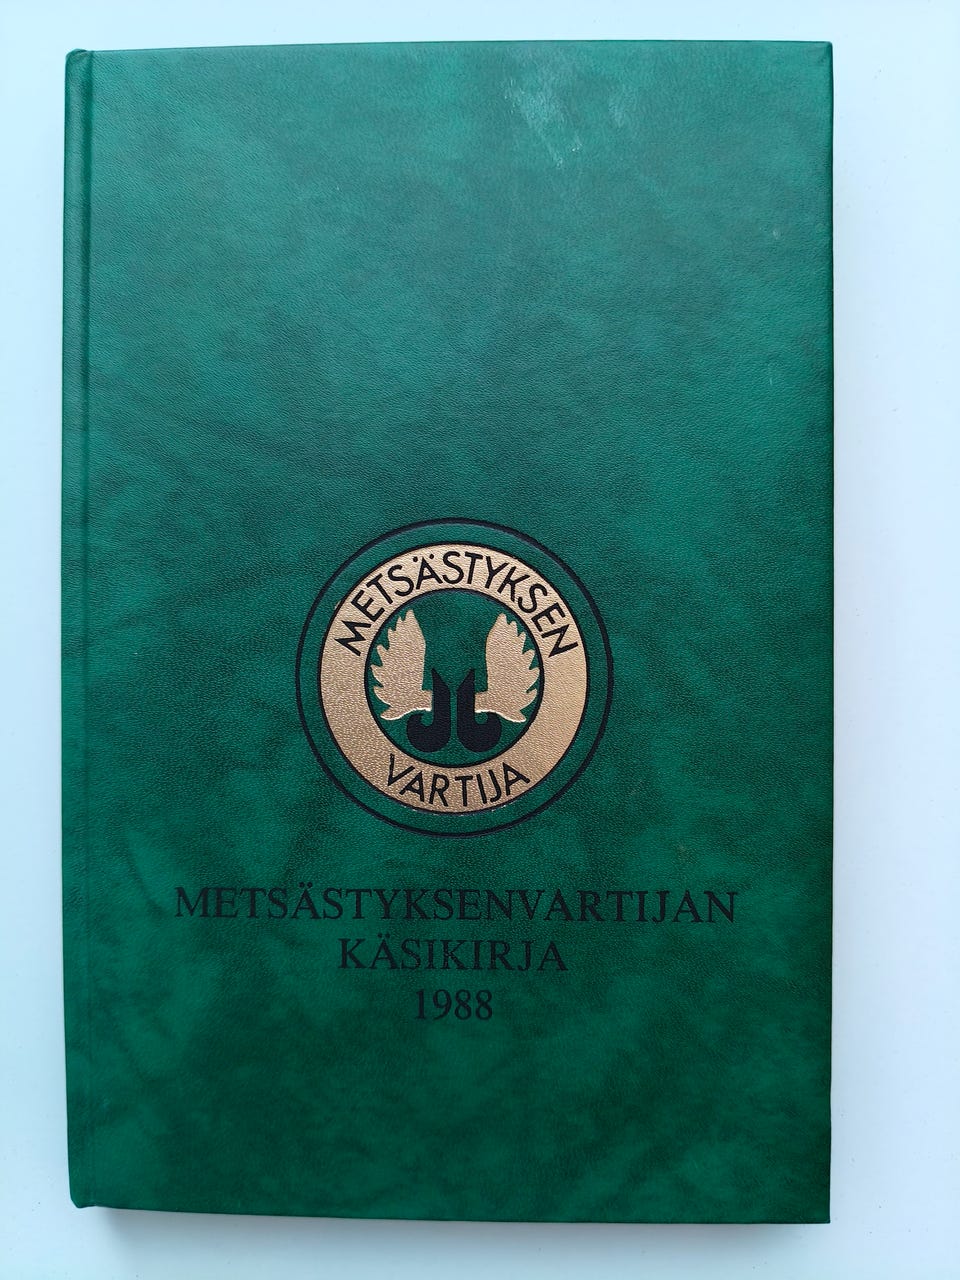 METSÄSTYKSEN
VARTIJA
METSÄSTYKSENVARTIJAN
KÄSIKIRJA
1988